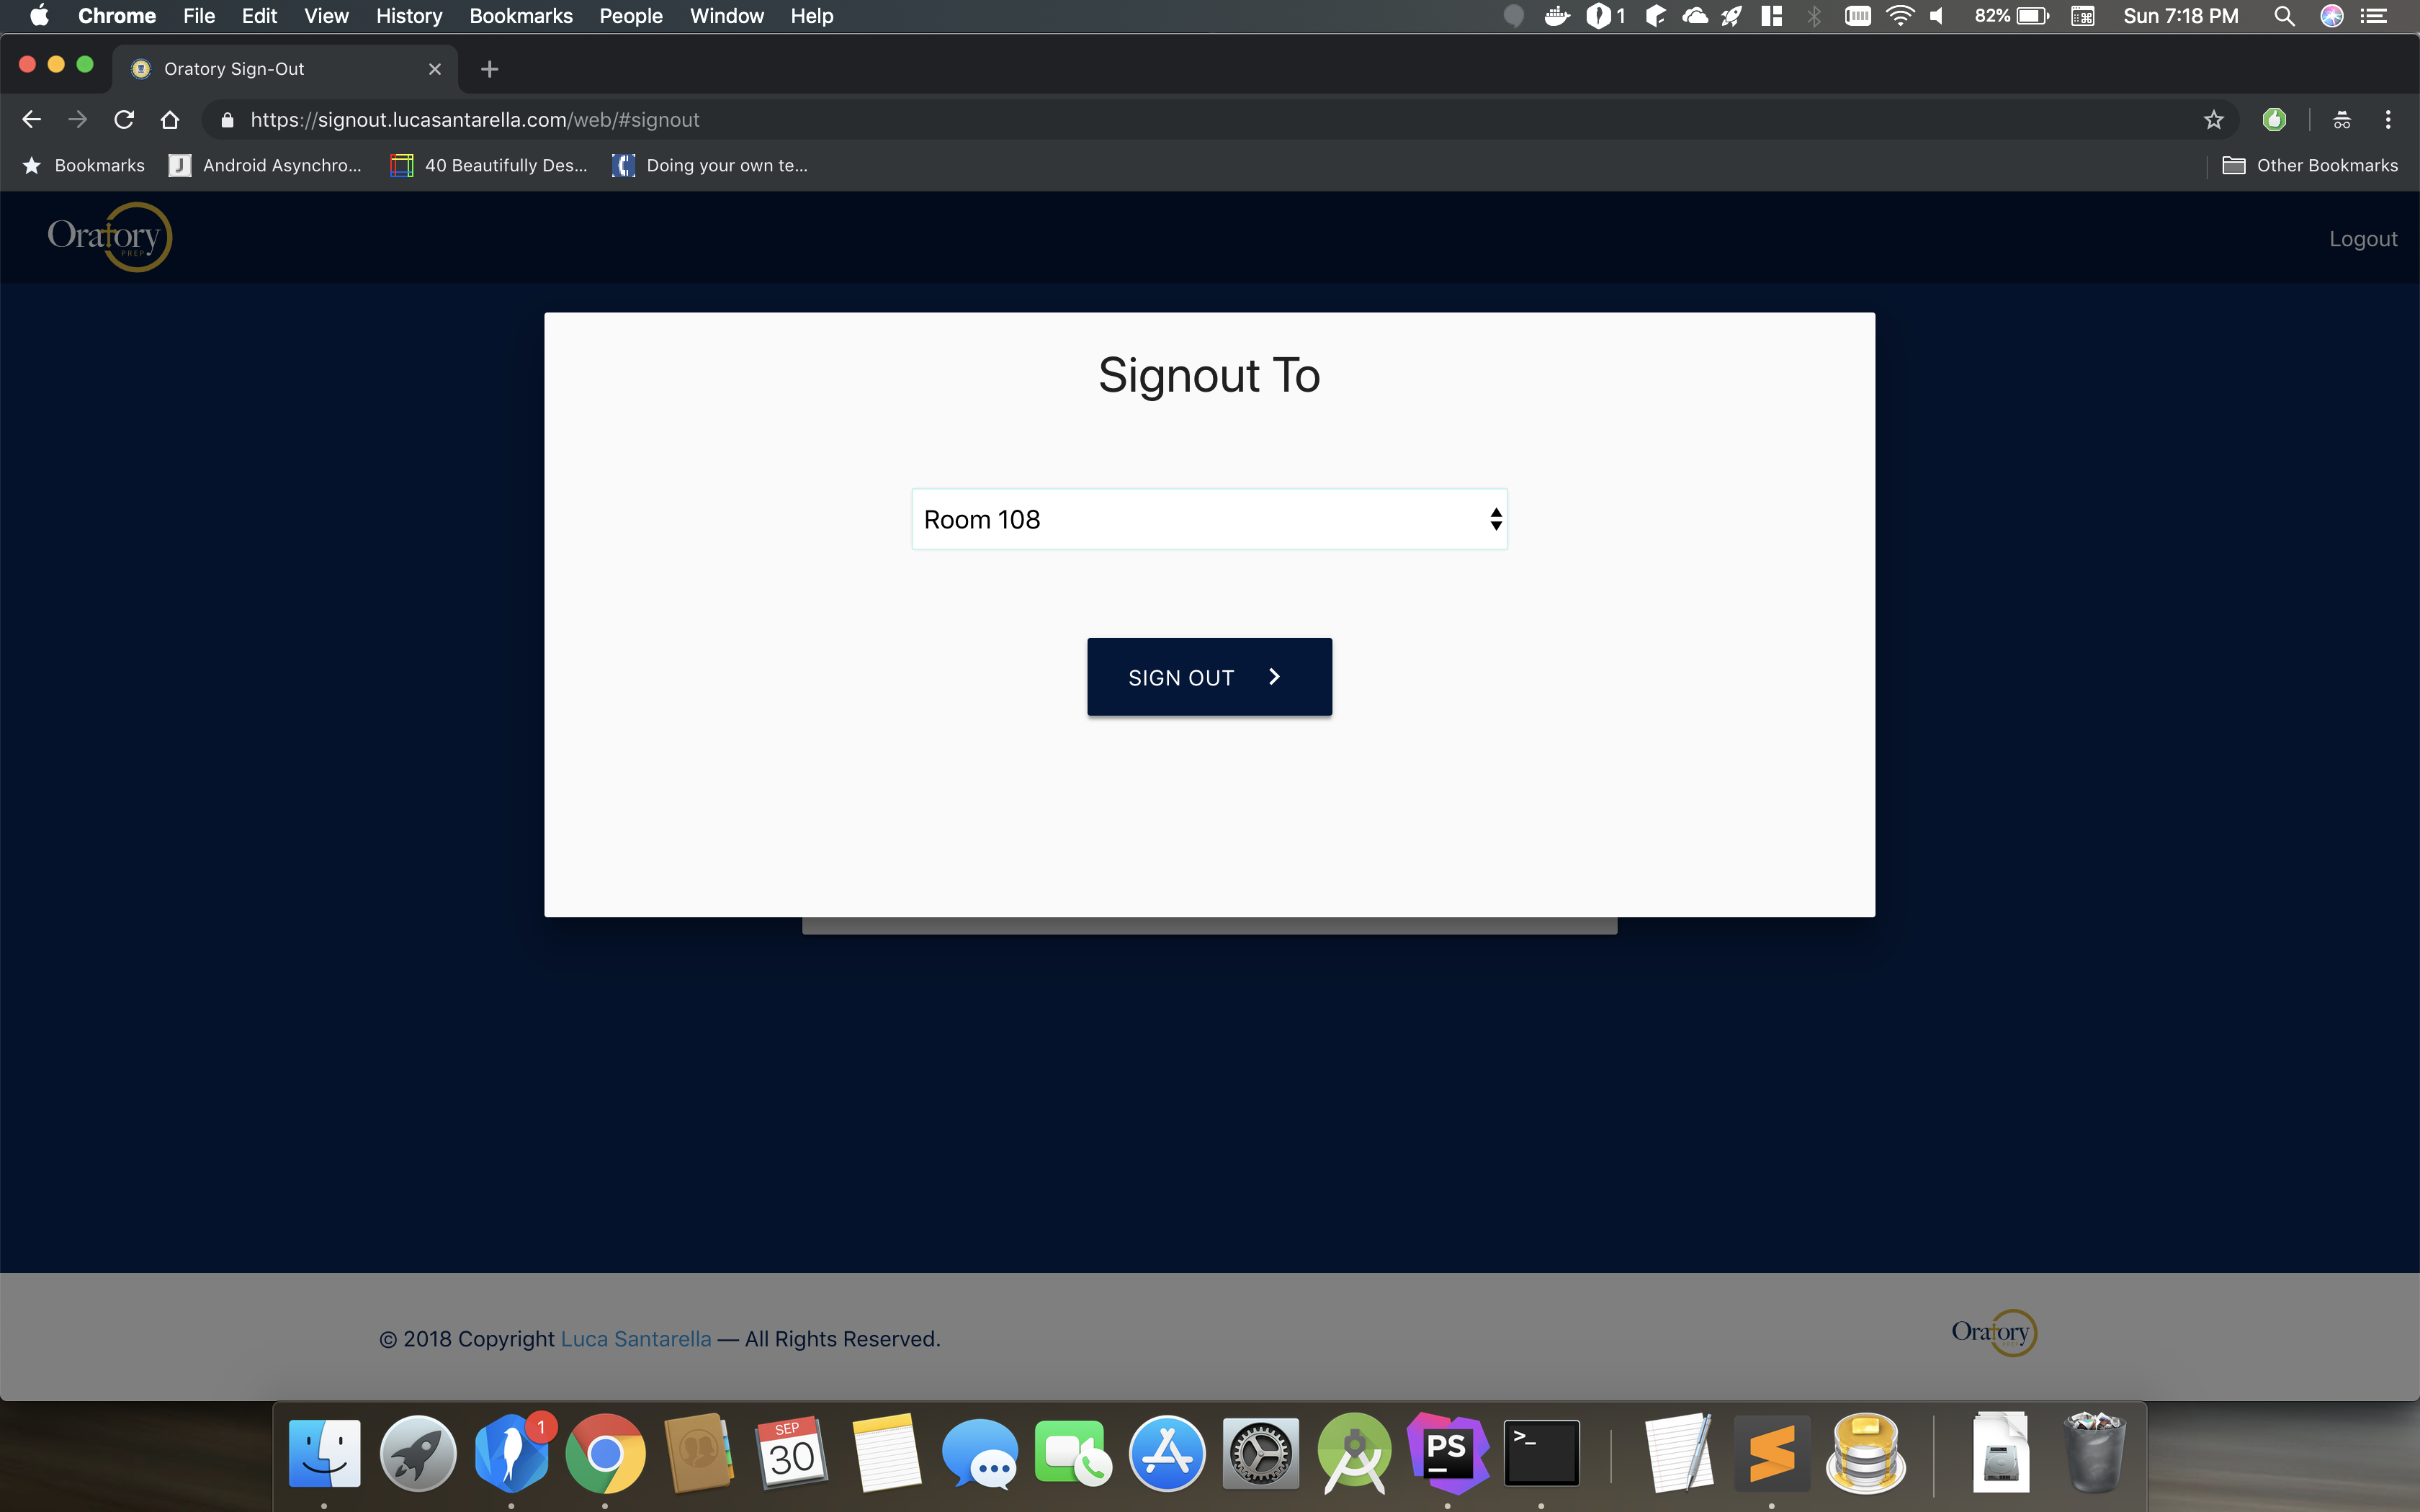 Chrome File Edit View History Bookmarks People Window Help 1 82% Sun 7:18 PM
Oratory Sign-Out
https://signout.lucasantarella.com/web/#signout
Bookmarks Android Asynchro... 40 Beautifully Des... Doing your own te... Other Bookmarks
Oratory
PREP
Logout
Signout To
Room 108
SIGN OUT
© 2018 Copyright Luca Santarella — All Rights Reserved.
Oratory
1
SEP
30
PS
>_